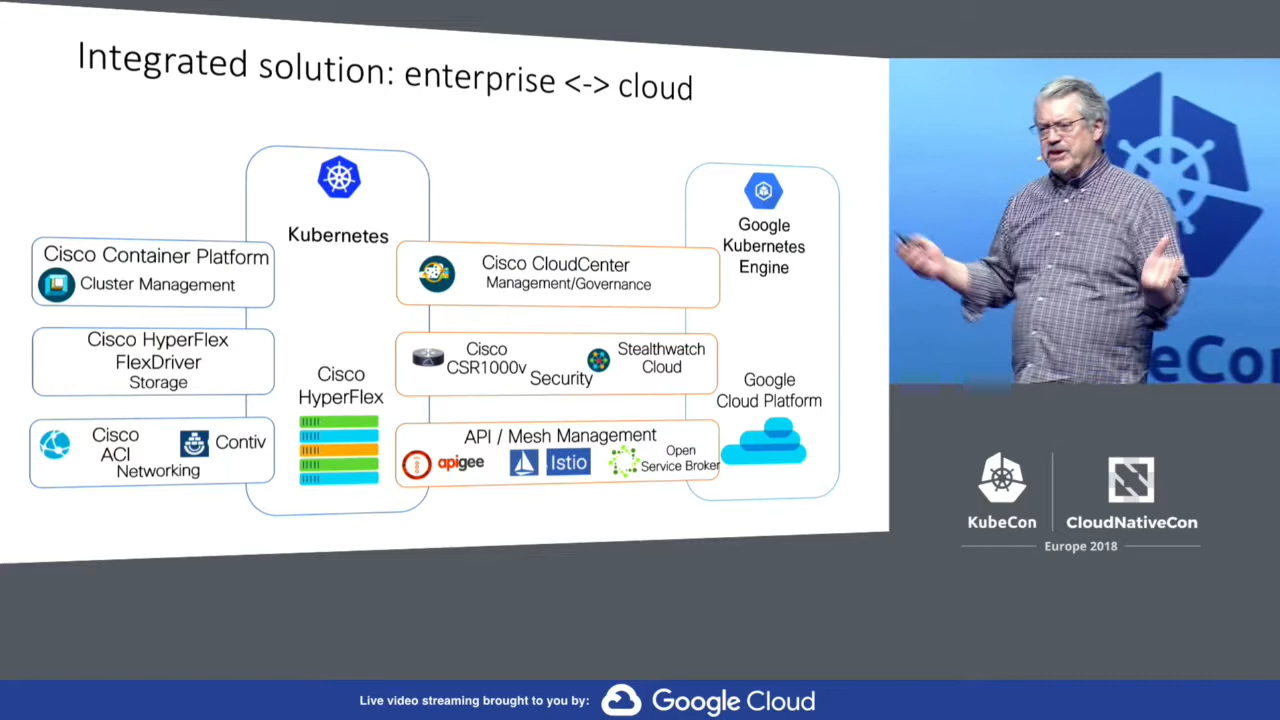 Integrated solution: enterprise <-> cloud
Kubernetes
Google
Kubernetes
Engine
Cisco Container Platform
Cluster Management
Cisco CloudCenter
Management/Governance
Cisco HyperFlex
FlexDriver
Storage
Cisco
HyperFlex
Cisco
CSR1000v
Security
Stealthwatch
Cloud
Google
Cloud Platform
Cisco
ACI
Contiv
Networking
API / Mesh Management
apigee
Istio
Open
Service Broker
eCon
KubeCon
CloudNativeCon
Europe 2018
Live video streaming brought to you by:
Google Cloud